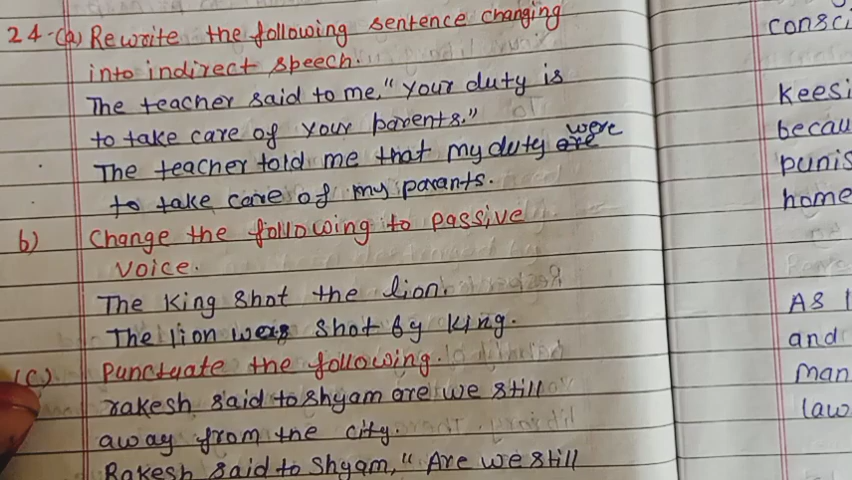 24.(a) Rewrite the following sentence changing
into indirect speech.
The teacher said to me, "Your duty is
to take care of your parents."
The teacher told me that my duty were
to take care of my parants.
b) Change the following to passive
voice.
The King shot the lion.
The lion was shot by king.
(c) Punctuate the following.
rakesh said to shyam are we still
away from the city.
Rakesh said to Shyam, "Are we still
consci
Keesi
becau
punis
home
As
and
man
law